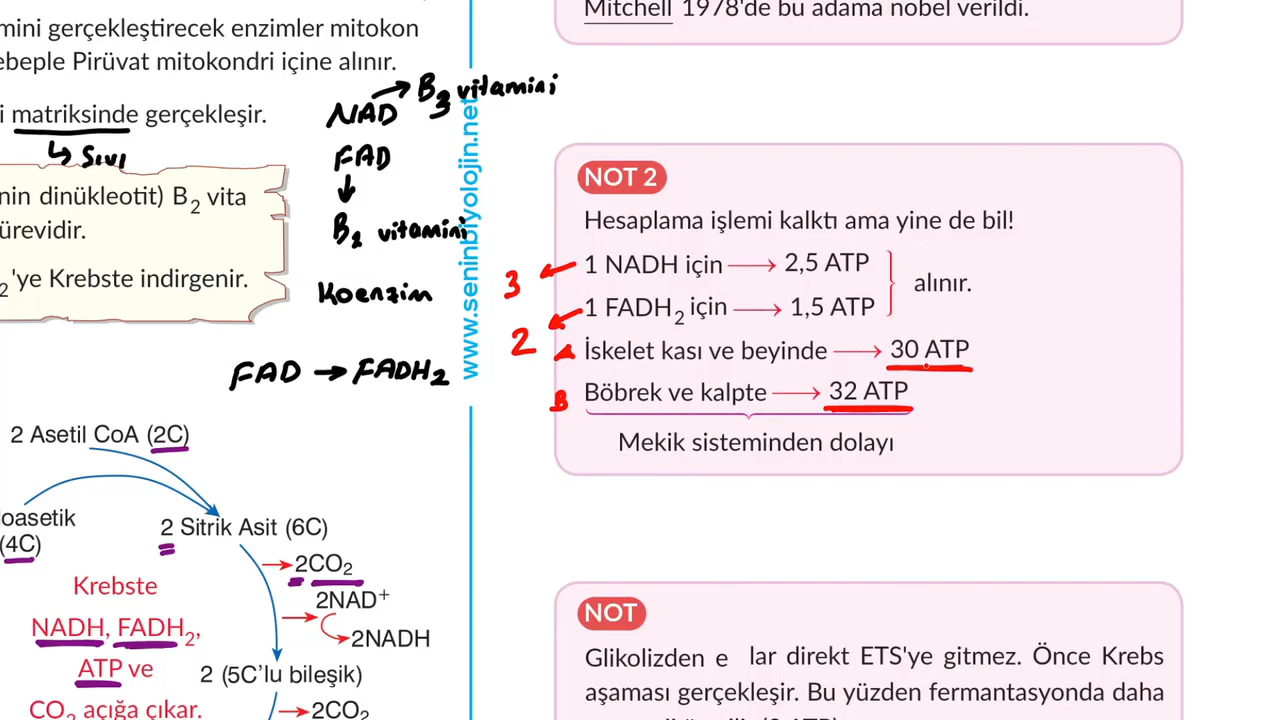 mini gerçekleştirecek enzimler mitokon
ebeple Pirüvat mitokondri içine alınır.
i matriksinde gerçekleşir.
↳ Sıvı
nin dinükleotit) B₂ vita
ürevidir.
₂'ye Krebste indirgenir.
NAD → B₃ vitamini
FAD
↓
B₂ vitamini
Koenzim
FAD → FADH₂
2 Asetil CoA (2C)
loasetik
(4C)
2 Sitrik Asit (6C)
→ 2CO₂
2NAD⁺
2NADH
Krebste
NADH, FADH₂,
ATP ve
CO₂ açığa çıkar.
2 (5C'lu bileşik)
→ 2CO₂
www.seninbiyolojin.net
Mitchell 1978'de bu adama nobel verildi.
NOT 2
Hesaplama işlemi kalktı ama yine de bil!
3 1 NADH için → 2,5 ATP
2 1 FADH₂ için → 1,5 ATP
alınır.
İskelet kası ve beyinde → 30 ATP
B Böbrek ve kalpte → 32 ATP
Mekik sisteminden dolayı
NOT
Glikolizden e lar direkt ETS'ye gitmez. Önce Krebs
aşaması gerçekleşir. Bu yüzden fermantasyonda daha